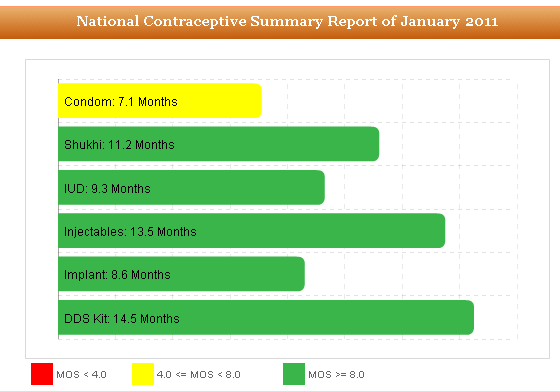 National Contraceptive Summary Report of January 2011
Condom: 7.1 Months
Shukhi: 11.2 Months
IUD: 9.3 Months
Injectables: 13.5 Months
Implant: 8.6 Months
DDS Kit: 14.5 Months
MOS < 4.0 4.0 <= MOS < 8.0 MOS >= 8.0